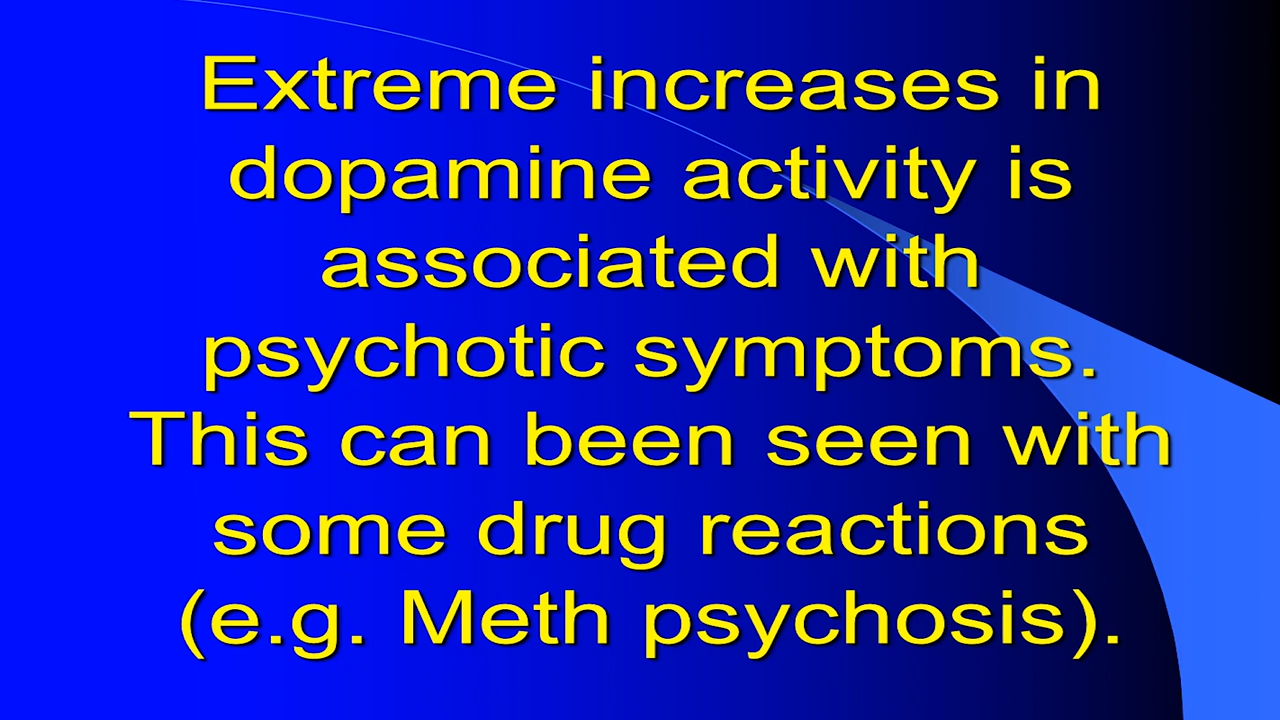 Extreme increases in
dopamine activity is
associated with
psychotic symptoms.
This can been seen with
some drug reactions
(e.g. Meth psychosis).